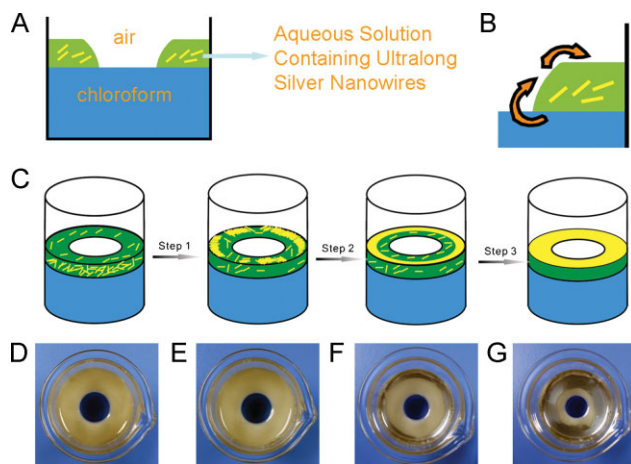 A
air
chloroform
Aqueous Solution
Containing Ultralong
Silver Nanowires
B
C
Step 1
Step 2
Step 3
D
E
F
G